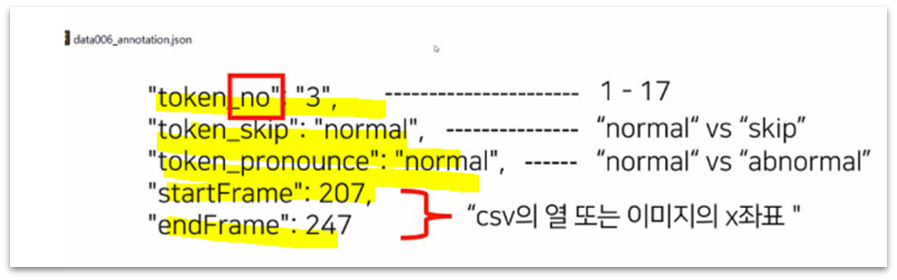 data006_annotation.json
"token_no": "3", ---------------------- 1 - 17
"token_skip": "normal", --------------- “normal“ vs “skip”
"token_pronounce": "normal", ------ “normal“ vs “abnormal”
"startFrame": 207,
"endFrame": 247
“csv의 열 또는 이미지의 x좌표 "